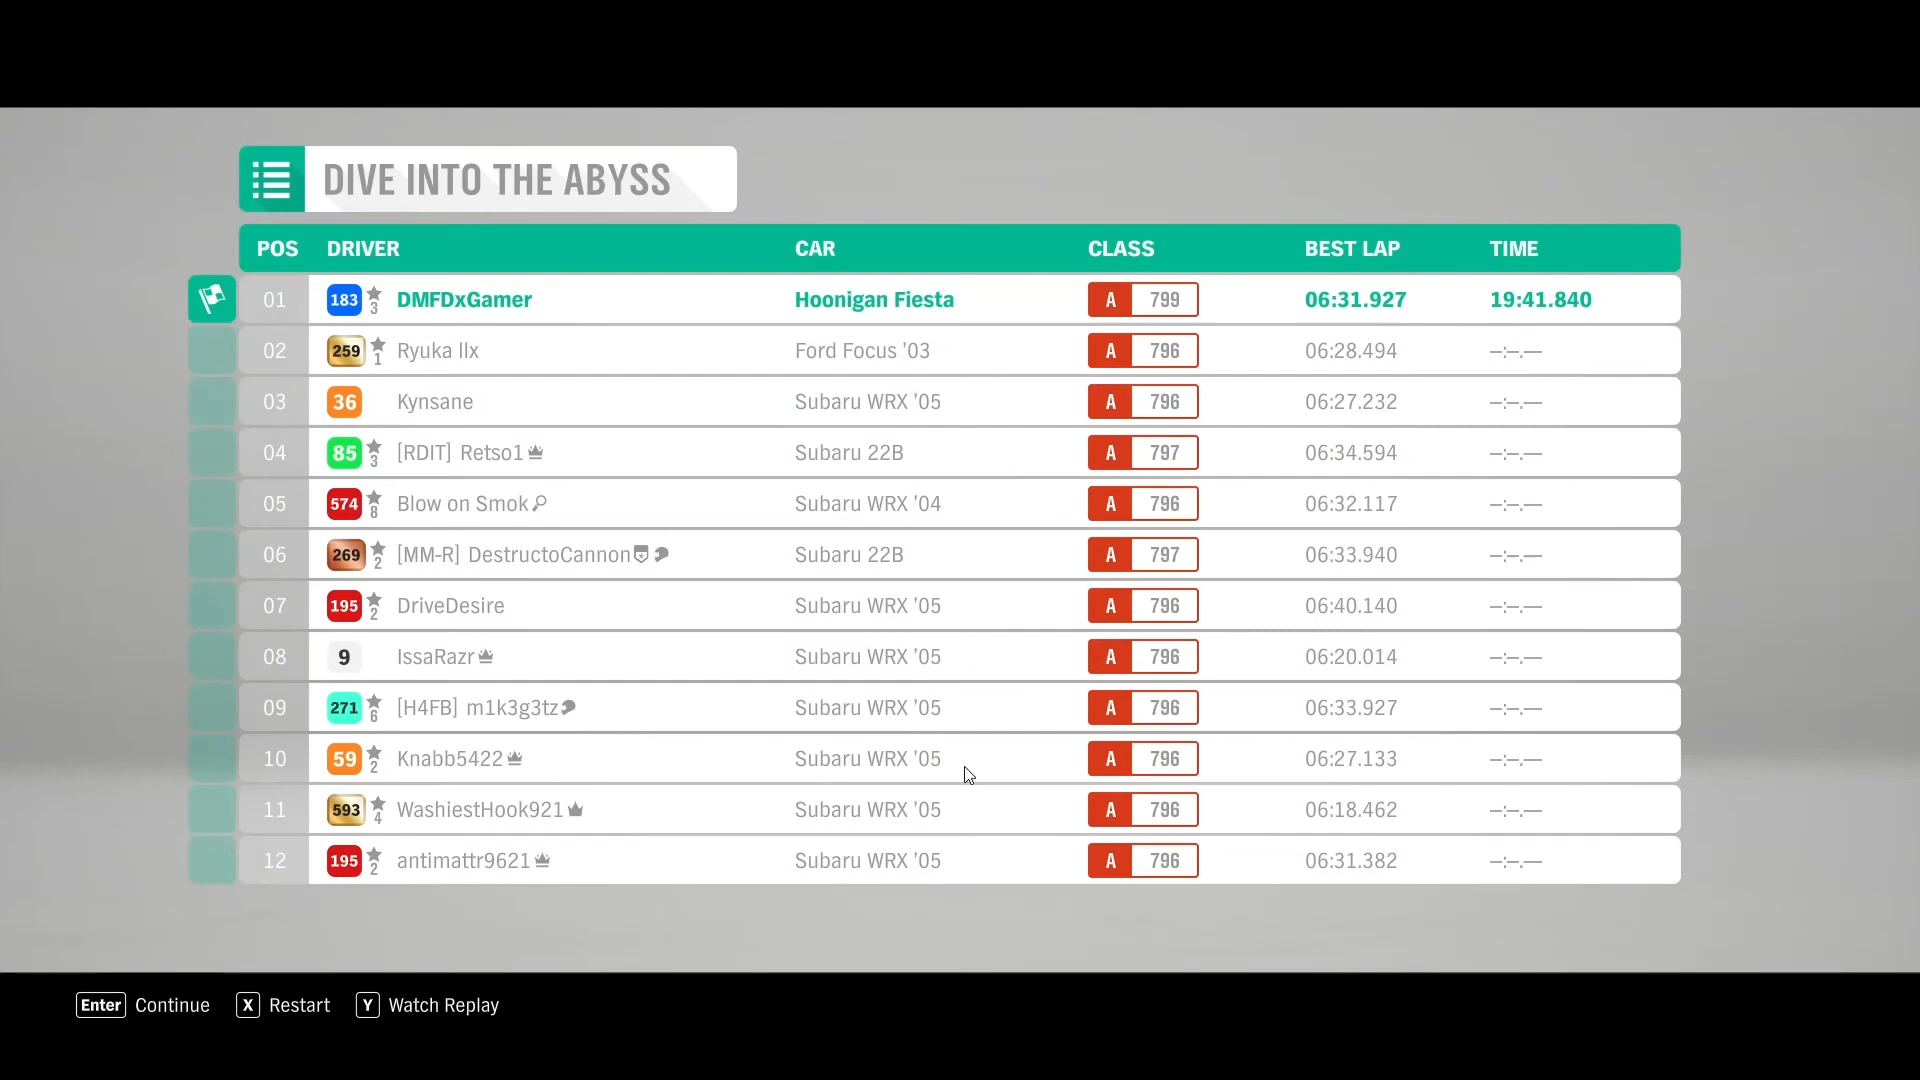 DIVE INTO THE ABYSS
POS DRIVER CAR CLASS BEST LAP TIME
01 183 3 DMFDxGamer Hoonigan Fiesta A 799 06:31.927 19:41.840
02 259 1 Ryuka llx Ford Focus '03 A 796 06:28.494 --:--.---
03 36 Kynsane Subaru WRX '05 A 796 06:27.232 --:--.---
04 85 3 [RDIT] Retso1 Subaru 22B A 797 06:34.594 --:--.---
05 574 8 Blow on Smok Subaru WRX '04 A 796 06:32.117 --:--.---
06 269 2 [MM-R] DestructoCannon Subaru 22B A 797 06:33.940 --:--.---
07 195 2 DriveDesire Subaru WRX '05 A 796 06:40.140 --:--.---
08 9 IssaRazr Subaru WRX '05 A 796 06:20.014 --:--.---
09 271 6 [H4FB] m1k3g3tz Subaru WRX '05 A 796 06:33.927 --:--.---
10 59 2 Knabb5422 Subaru WRX '05 A 796 06:27.133 --:--.---
11 593 4 WashiestHook921 Subaru WRX '05 A 796 06:18.462 --:--.---
12 195 2 antimattr9621 Subaru WRX '05 A 796 06:31.382 --:--.---
Enter Continue X Restart Y Watch Replay